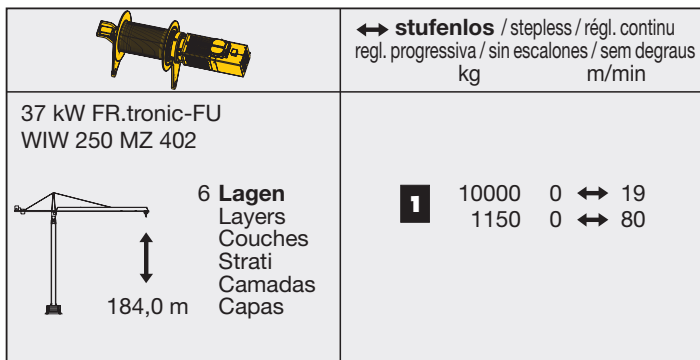 ↔ stufenlos / stepless / régl. continu
regl. progressiva / sin escalones / sem degraus
kg m/min
37 kW FR.tronic-FU
WIW 250 MZ 402
6 Lagen
Layers
Couches
Strati
Camadas
Capas
184,0 m
1 10000 0 ↔ 19
1150 0 ↔ 80